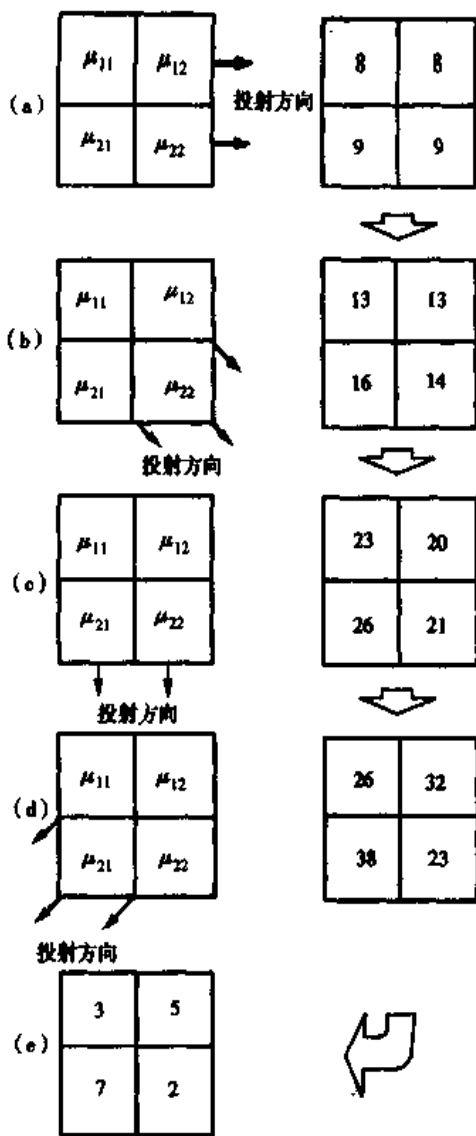 μ11 μ12 8 8
(a) 投射方向
μ21 μ22 9 9
μ11 μ12 13 13
(b)
μ21 μ22 16 14
投射方向
μ11 μ12 23 20
(c)
μ21 μ22 26 21
投射方向
μ11 μ12 26 32
(d)
μ21 μ22 38 23
投射方向
3 5
(e)
7 2